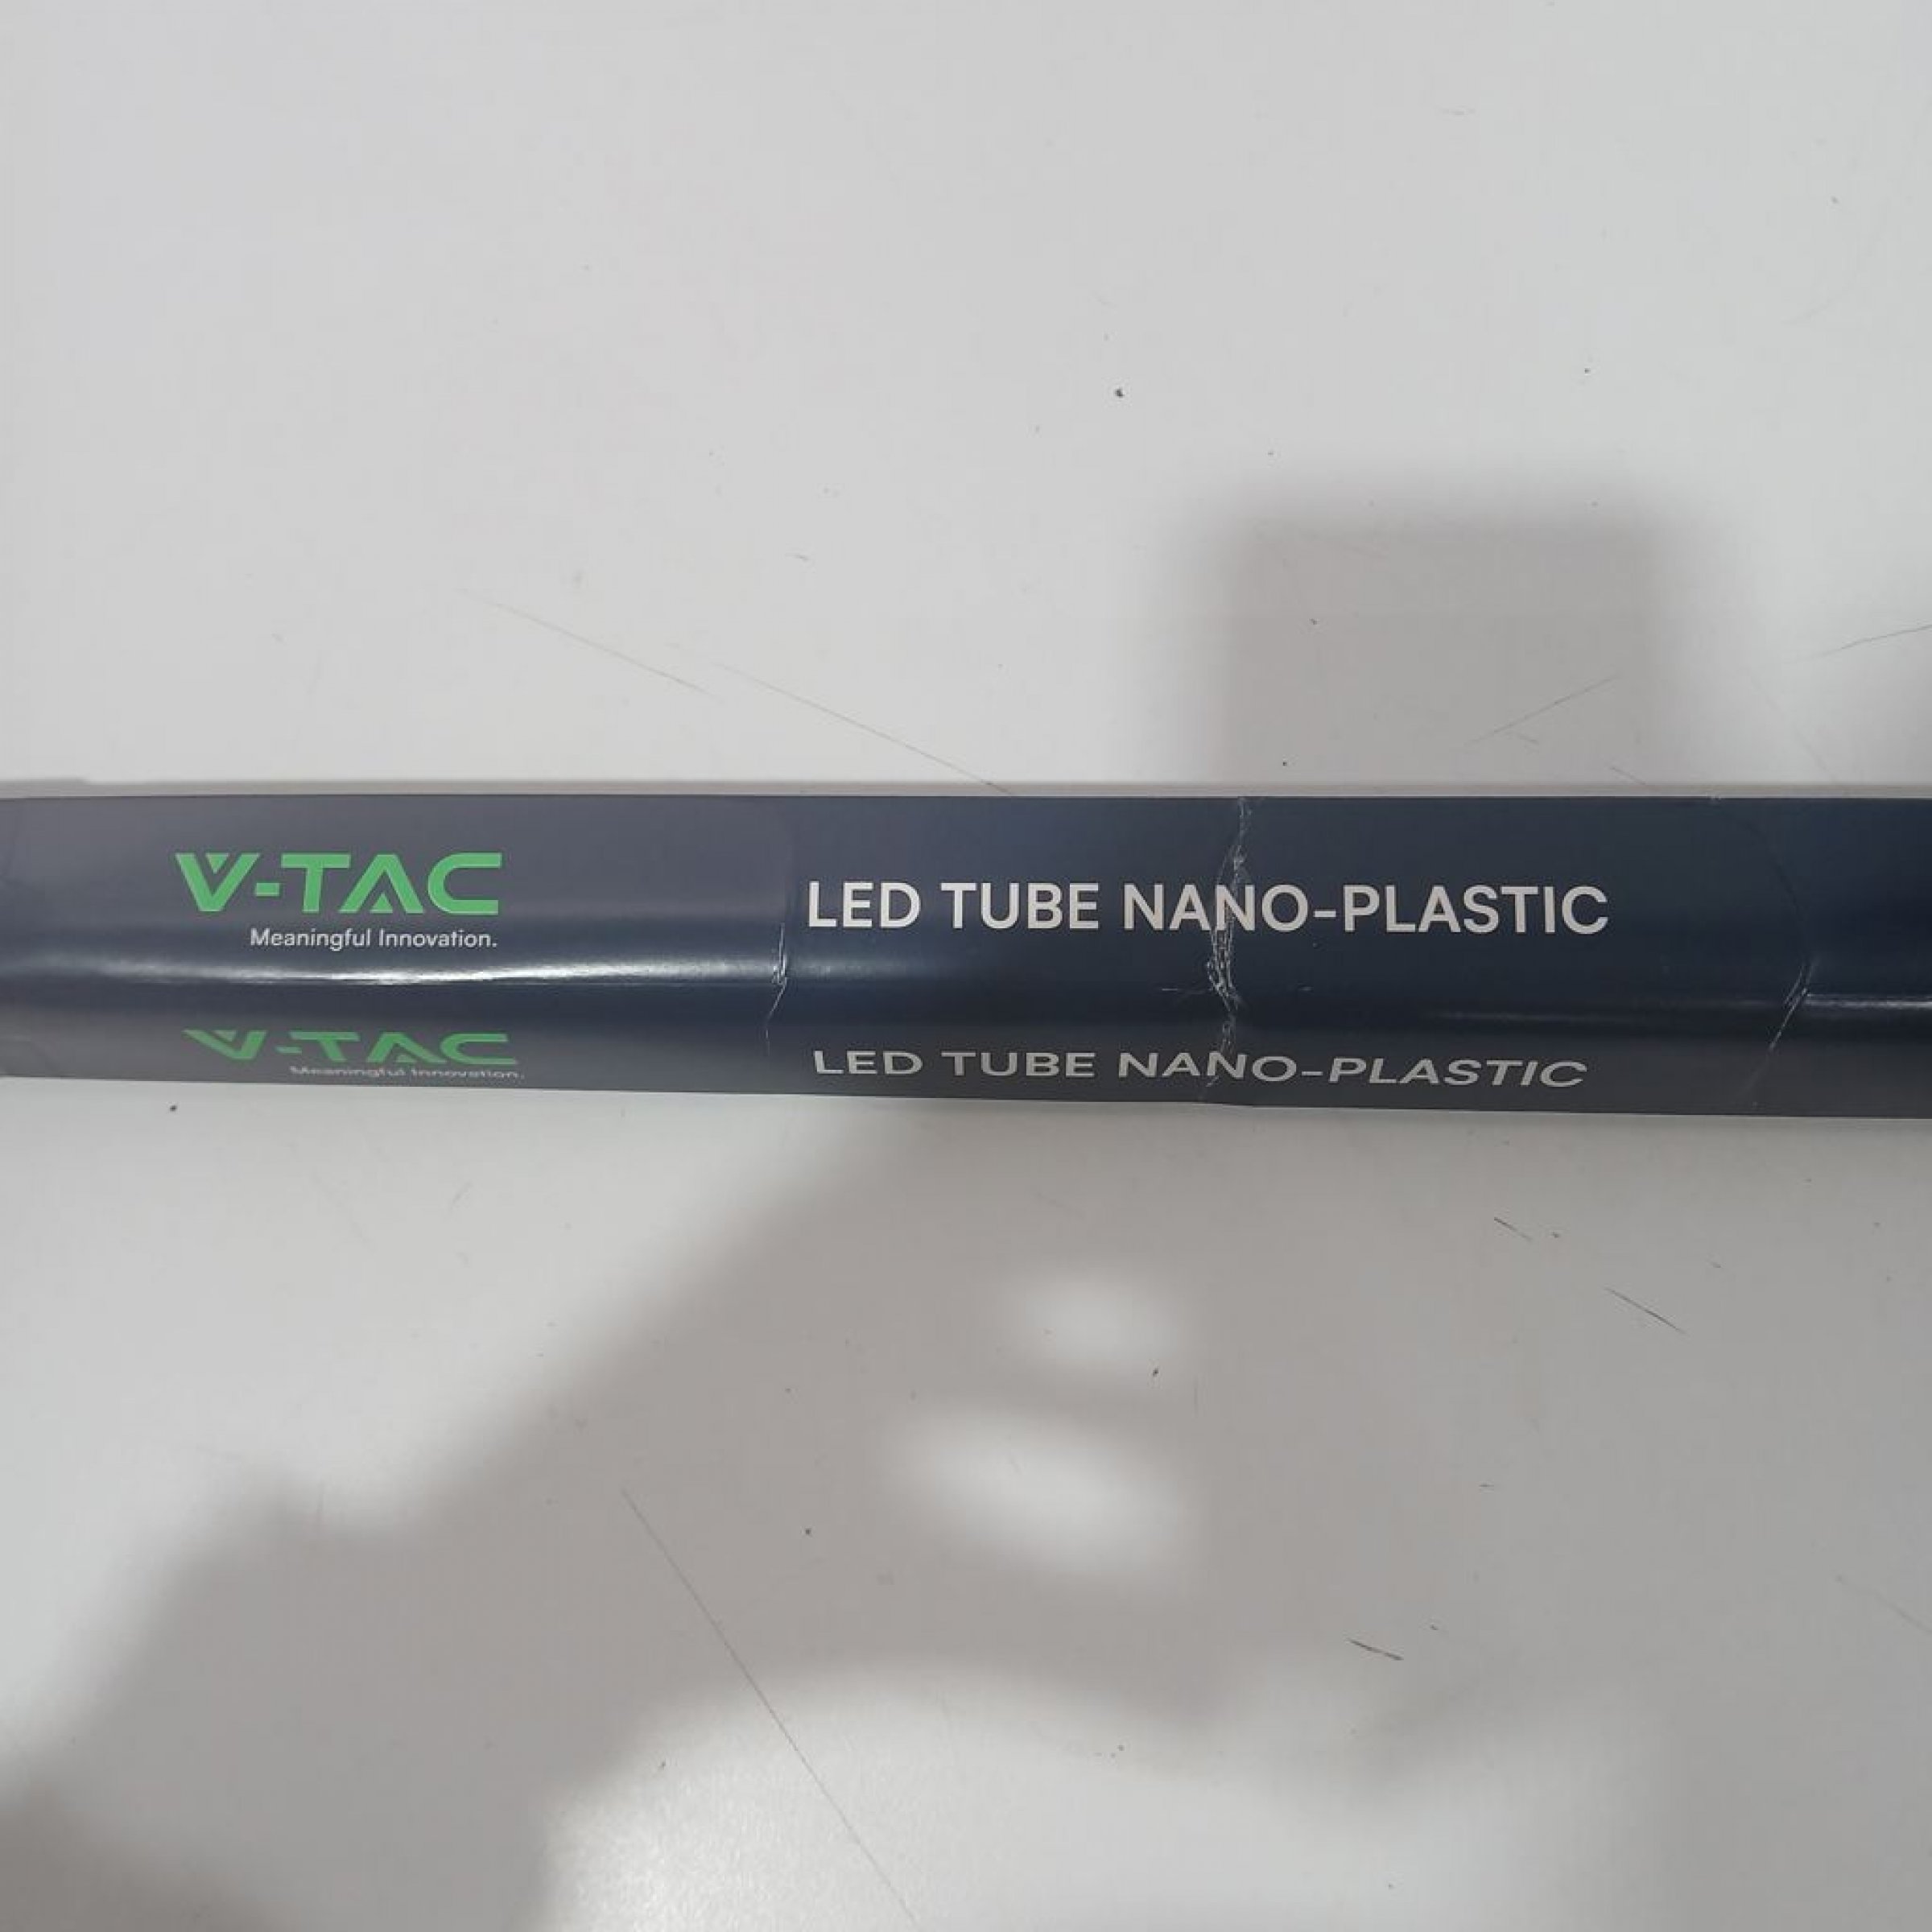 V-TAC
Meaningful Innovation.
LED TUBE NANO-PLASTIC
V-TAC
Meaningful Innovation.
LED TUBE NANO-PLASTIC